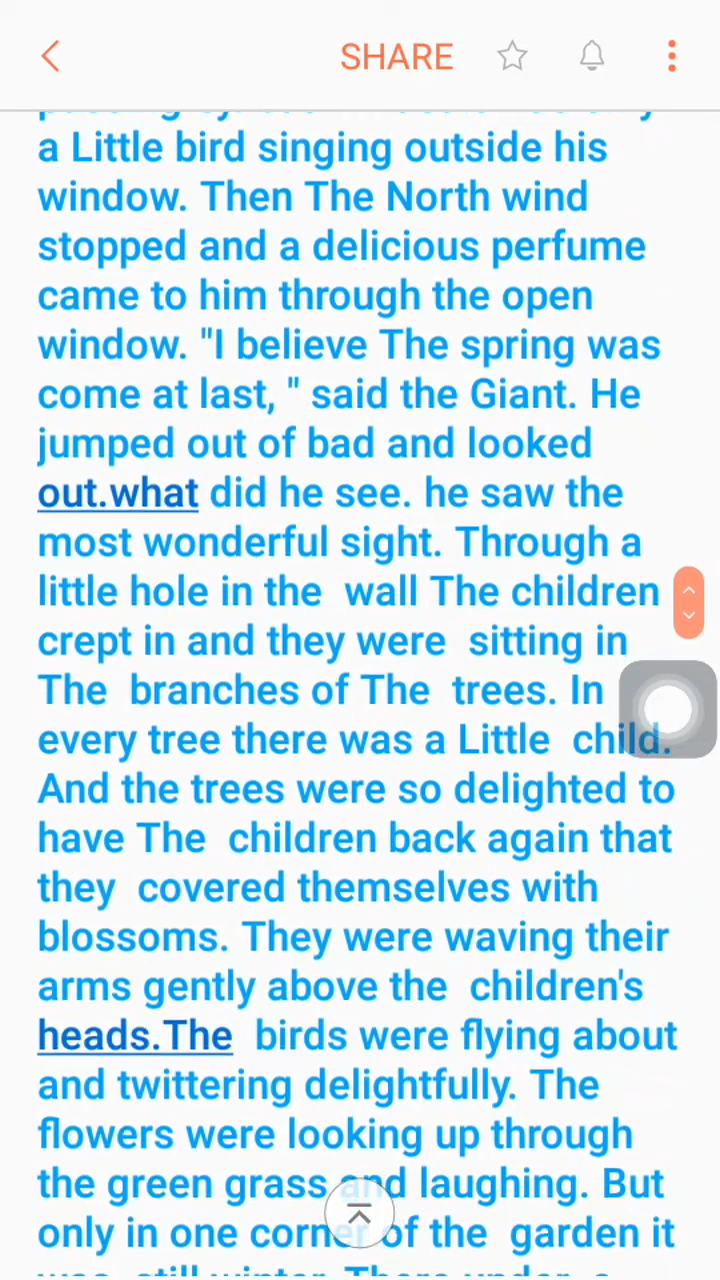 SHARE
a Little bird singing outside his
window. Then The North wind
stopped and a delicious perfume
came to him through the open
window. "I believe The spring was
come at last, " said the Giant. He
jumped out of bad and looked
out.what did he see. he saw the
most wonderful sight. Through a
little hole in the  wall The children
crept in and they were  sitting in
The  branches of The  trees. In
every tree there was a Little  child.
And the trees were so delighted to
have The  children back again that
they  covered themselves with
blossoms. They were waving their
arms gently above the  children's
heads.The  birds were flying about
and twittering delightfully. The
flowers were looking up through
the green grass and laughing. But
only in one corner of the  garden it
was  still winter. There under  a